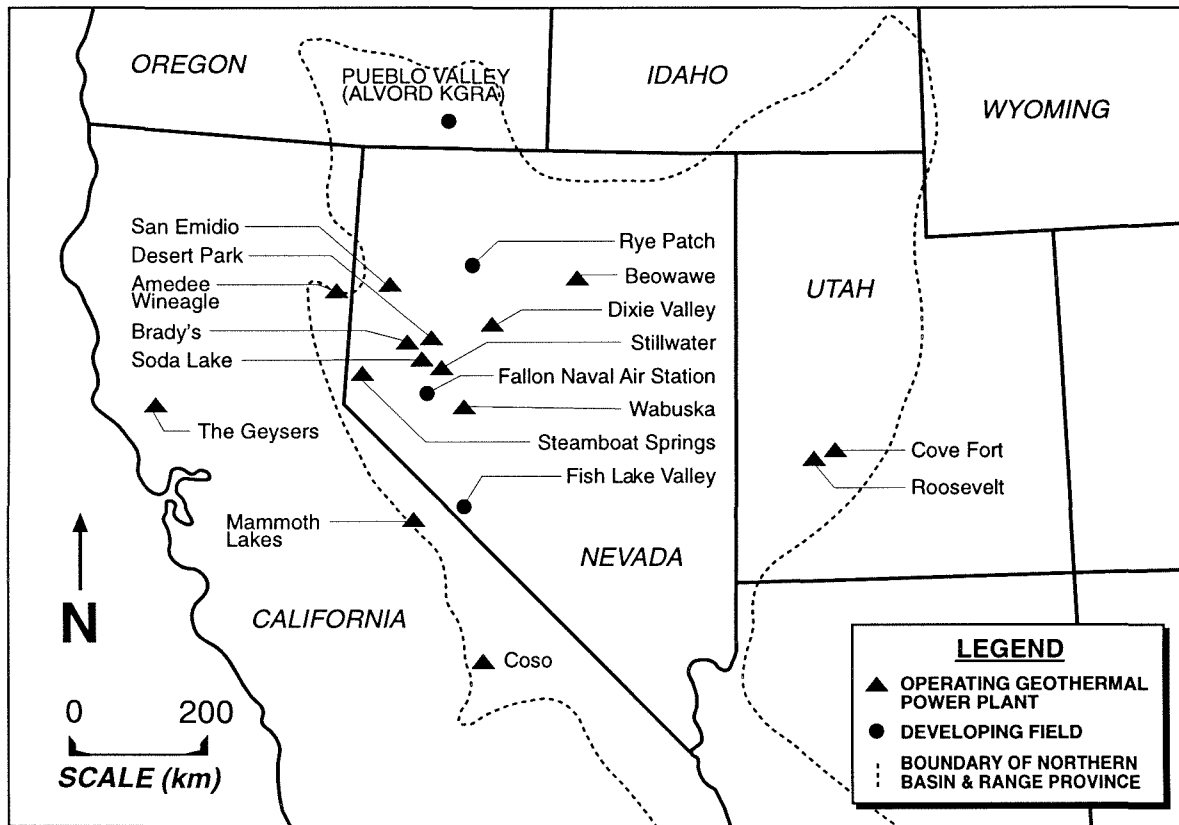 OREGON
IDAHO
WYOMING
PUEBLO VALLEY
(ALVORD KGRA)
San Emidio
Desert Park
Amedee
Wineagle
Brady's
Soda Lake
The Geysers
Rye Patch
Beowawe
Dixie Valley
Stillwater
Fallon Naval Air Station
Wabuska
Steamboat Springs
Fish Lake Valley
UTAH
Cove Fort
Roosevelt
Mammoth
Lakes
NEVADA
CALIFORNIA
Coso
N
0 200
SCALE (km)
LEGEND
OPERATING GEOTHERMAL
POWER PLANT
DEVELOPING FIELD
BOUNDARY OF NORTHERN
BASIN & RANGE PROVINCE